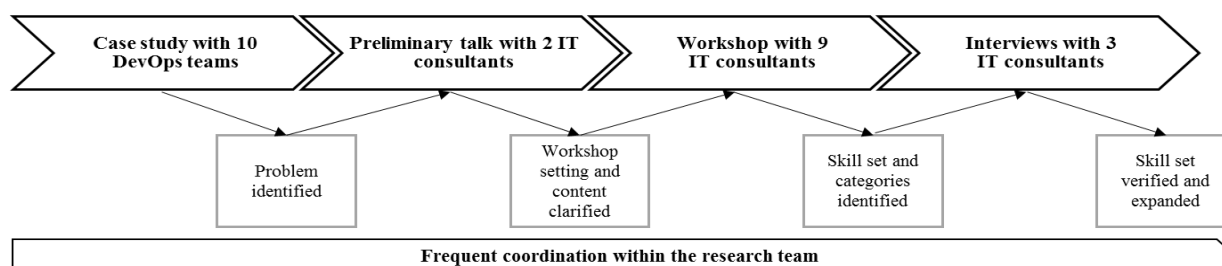 Case study with 10
DevOps teams
Preliminary talk with 2 IT
consultants
Workshop with 9
IT consultants
Interviews with 3
IT consultants
Problem
identified
Workshop
setting and
content
clarified
Skill set and
categories
identified
Skill set
verified and
expanded
Frequent coordination within the research team